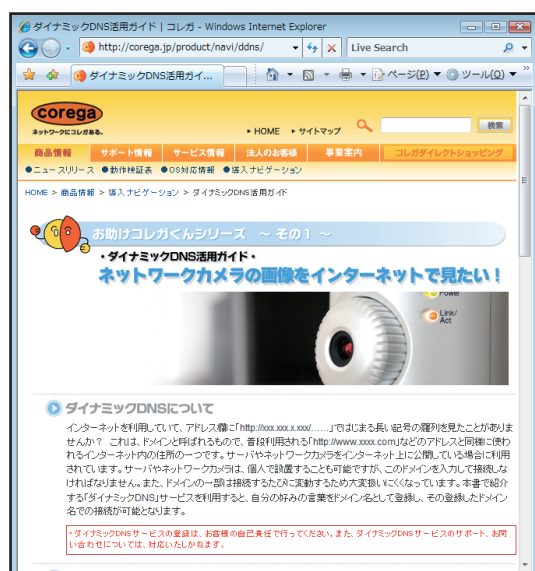 ダイナミックDNS活用ガイド | コレガ - Windows Internet Explorer
http://corega.jp/product/navi/ddns/
Live Search
ダイナミックDNS活用ガイ...
ページ(P)
ツール(O)
corega
ネットワークにコレがある。
HOME
サイトマップ
検索
商品情報
サポート情報
サービス情報
法人のお客様
事業案内
コレガダイレクトショッピング
●ニュースリリース ●動作検証表 ●OS対応情報 ●導入ナビゲーション
HOME > 商品情報 > 導入ナビゲーション > ダイナミックDNS活用ガイド
お助けコレガくんシリーズ ~ その1 ~
・ダイナミックDNS活用ガイド・
ネットワークカメラの画像をインターネットで見たい!
Power
Link/
Act
ダイナミックDNSについて
インターネットを利用していて、アドレス欄に「http://xxx.xxx.x.xxx/......」ではじまる長い記号の羅列を見たことがありま
せんか? これは、ドメインと呼ばれるもので、普段利用される「http://www.xxxx.com」などのアドレスと同様に使わ
れるインターネット内の住所の一つです。サーバやネットワークカメラをインターネット上に公開している場合に利用
されています。サーバやネットワークカメラは、個人で設置することも可能ですが、このドメインを入力して接続しな
ければなりません。また、ドメインの一部は接続するたびに変動するため大変扱いにくくなっています。本書で紹介
する「ダイナミックDNS」サービスを利用すると、自分の好みの言葉をドメイン名として登録し、その登録したドメイン
名での接続が可能となります。
・ダイナミックDNSサービスの登録は、お客様の自己責任で行ってください。また、ダイナミックDNSサービスのサポート、お問
い合わせについては、対応いたしかねます。